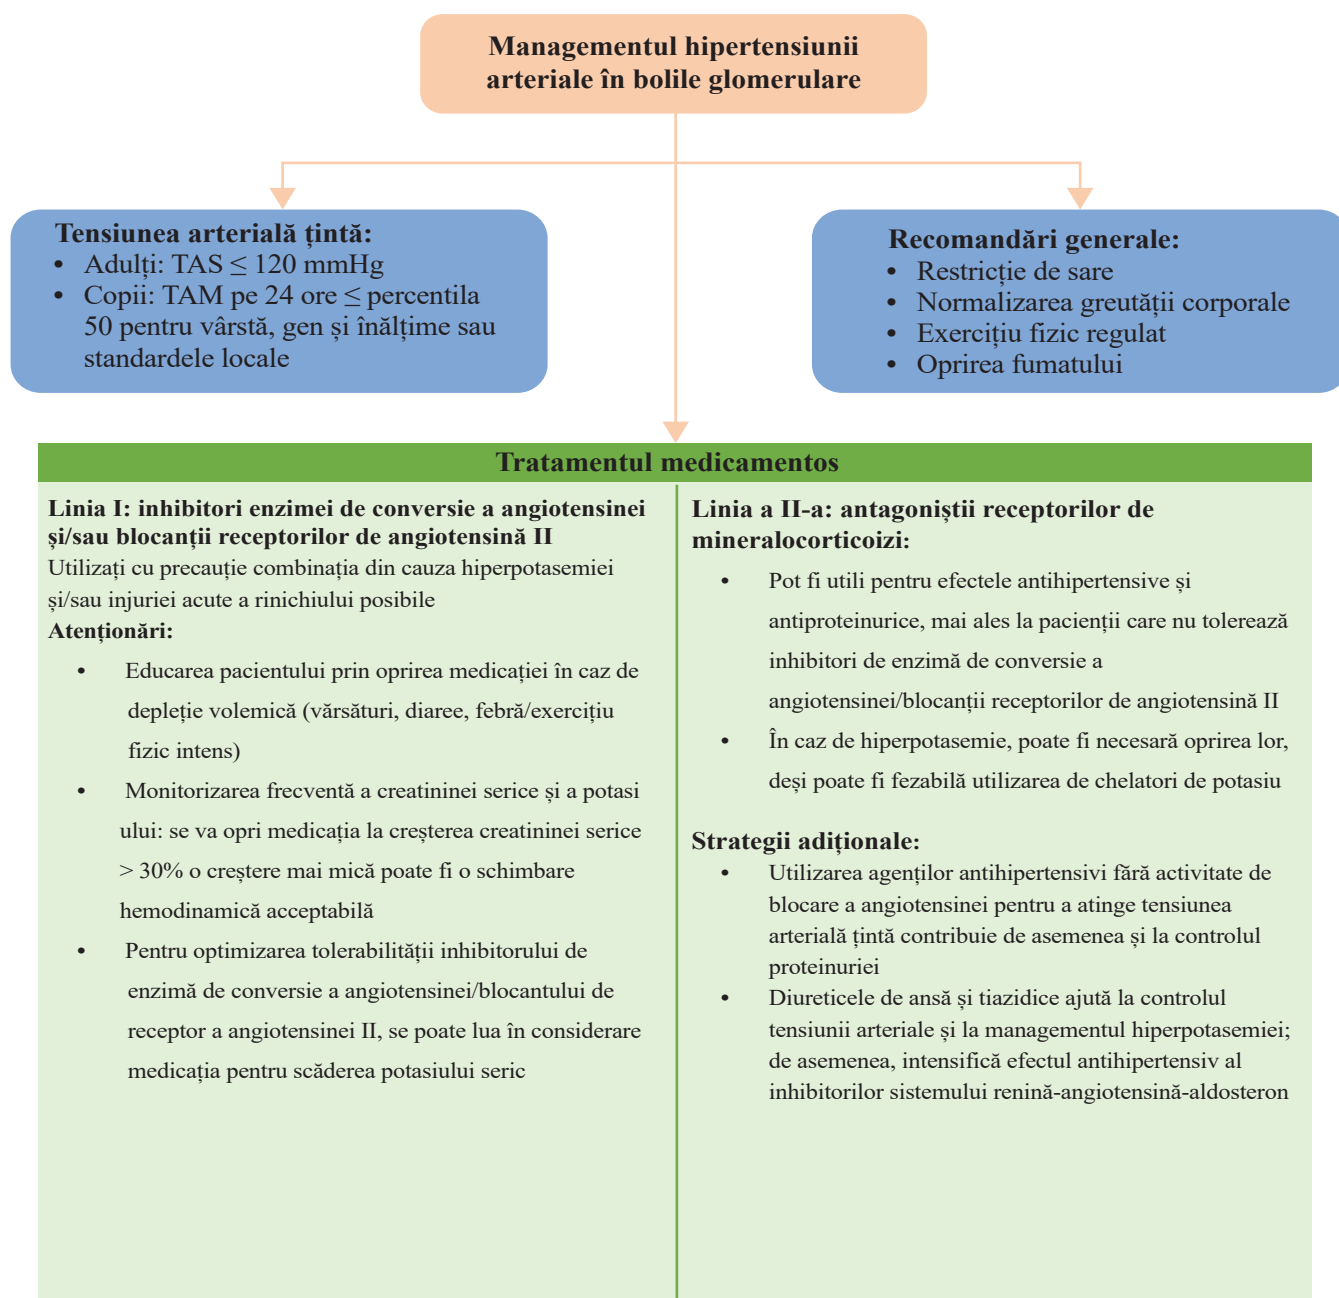 Managementul hipertensiunii
arteriale în bolile glomerulare
Tensiunea arterială țintă:
• Adulți: TAS ≤ 120 mmHg
• Copii: TAM pe 24 ore ≤ percentila
50 pentru vârstă, gen și înălțime sau
standardele locale
Recomandări generale:
• Restricție de sare
• Normalizarea greutății corporale
• Exercițiu fizic regulat
• Oprirea fumatului
Tratamentul medicamentos
Linia I: inhibitori enzimei de conversie a angiotensinei
și/sau blocanții receptorilor de angiotensină II
Utilizați cu precauție combinația din cauza hiperpotasemiei
și/sau injuriei acute a rinichiului posibile
Atenționări:
• Educarea pacientului prin oprirea medicației în caz de
depleție volemică (vărsături, diaree, febră/exercițiu
fizic intens)
• Monitorizarea frecventă a creatininei serice și a potasi
ului: se va opri medicația la creșterea creatininei serice
> 30% o creștere mai mică poate fi o schimbare
hemodinamică acceptabilă
• Pentru optimizarea tolerabilității inhibitorului de
enzimă de conversie a angiotensinei/blocantului de
receptor a angiotensinei II, se poate lua în considerare
medicația pentru scăderea potasiului seric
Linia a II-a: antagoniștii receptorilor de
mineralocorticoizi:
• Pot fi utili pentru efectele antihipertensive și
antiproteinurice, mai ales la pacienții care nu tolerează
inhibitori de enzimă de conversie a
angiotensinei/blocanții receptorilor de angiotensină II
• În caz de hiperpotasemie, poate fi necesară oprirea lor,
deși poate fi fezabilă utilizarea de chelatori de potasiu
Strategii adiționale:
• Utilizarea agenților antihipertensivi fără activitate de
blocare a angiotensinei pentru a atinge tensiunea
arterială țintă contribuie de asemenea și la controlul
proteinuriei
• Diureticele de ansă și tiazidice ajută la controlul
tensiunii arteriale și la managementul hiperpotasemiei;
de asemenea, intensifică efectul antihipertensiv al
inhibitorilor sistemului renină-angiotensină-aldosteron